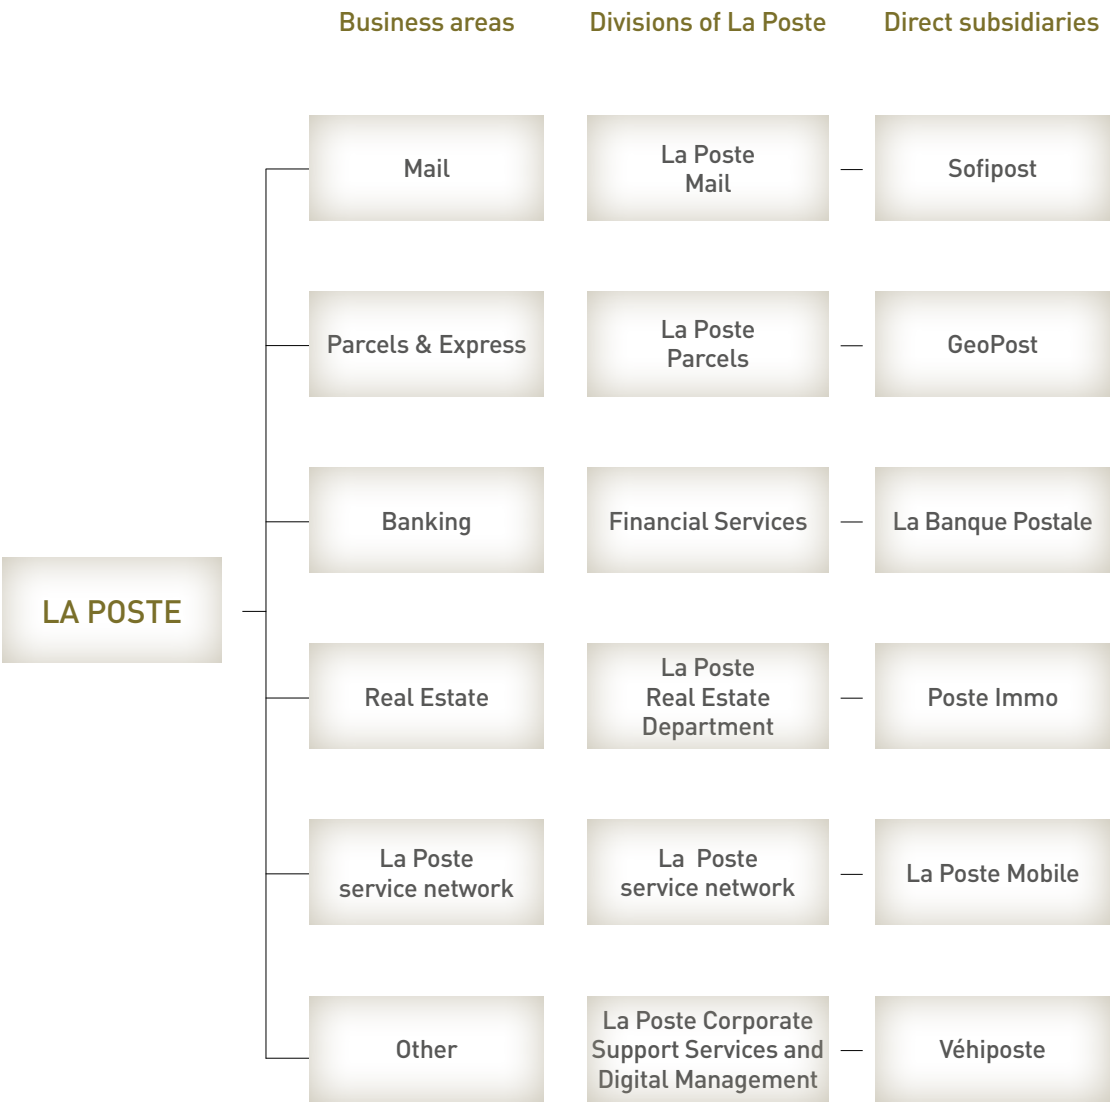 Business areas
Divisions of La Poste
Direct subsidiaries
Mail
La Poste
Mail
Sofipost
Parcels & Express
La Poste
Parcels
GeoPost
Banking
Financial Services
La Banque Postale
LA POSTE
Real Estate
La Poste
Real Estate
Department
Poste Immo
La Poste
service network
La Poste
service network
La Poste Mobile
Other
La Poste Corporate
Support Services and
Digital Management
Véhiposte